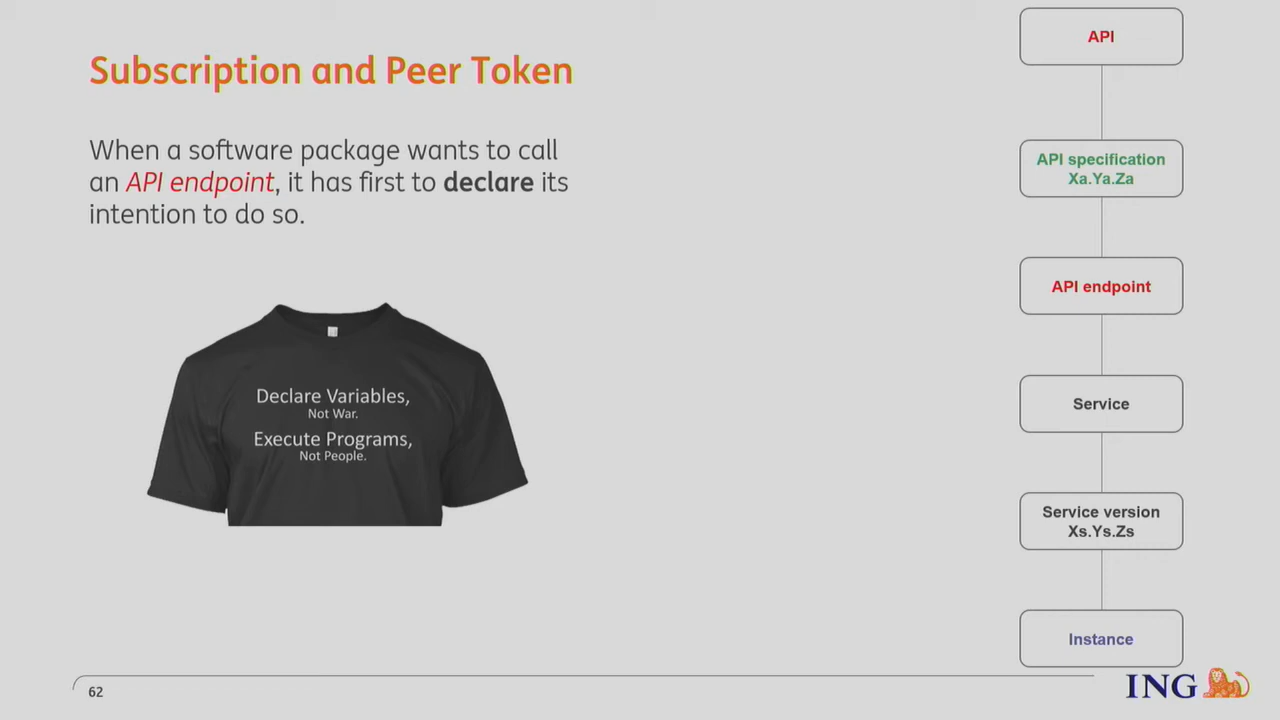 Subscription and Peer Token
When a software package wants to call
an API endpoint, it has first to declare its
intention to do so.
Declare Variables,
Not War.
Execute Programs,
Not People.
API
API specification
Xa.Ya.Za
API endpoint
Service
Service version
Xs.Ys.Zs
Instance
62
ING